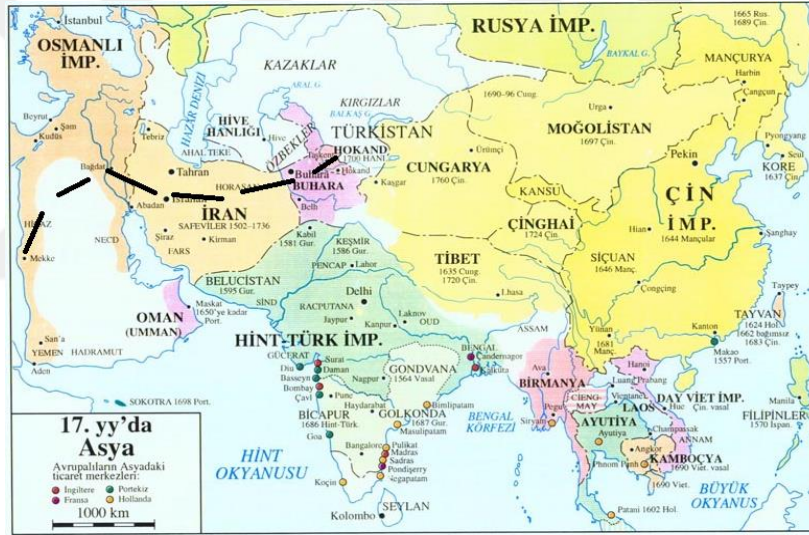 RUSYA İMP.
1665 Rus.
1689 Çin.
İstanbul
OSMANLI
İMP.
KAZAKLAR
BAYKAL G.
MANÇURYA
Harbin
Çangçun
HAZAR DENİZİ
ARAL G.
KIRGIZLAR
BALKAŞ G.
1690-96 Cung.
Urga
MOĞOLİSTAN
1697 Çin.
Beyrut
Şam
Kudüs
Tebriz
HİVE
HANLIĞI
Hive
AHAL TEKE
ÖZBEKLER
TÜRKİSTAN
Taşkent
HOKAND
1700 HANL.
Hokand
Ürünçi
CUNGARYA
1760 Çin.
Pyongyang
Seul
KORE
1637 Çin.
Pekin
Bağdat
Tahran
HORASAN
Buhara
BUHARA
Belh
Kaşgar
KANSU
ÇİN
İMP.
1644 Mançular
Abadan
İsfahan
İRAN
SAFEVİLER 1502-1736
Şiraz
Kirman
FARS
HİCAZ
NECD
Mekke
Kabil
1581 Gur.
KEŞMİR
1586 Gur.
PENCAP
Lahor
ÇİNGHAİ
1724 Çin.
Hian
Şanghay
BELUCİSTAN
1595 Gur.
SİND
TİBET
1635 Cung.
1720 Çin.
Lhasa
SİÇUAN
1646 Manç.
Çongçing
OMAN
(UMMAN)
Maskat
1650'ye kadar
Port.
Delhi
RACPUTANA
Jaypur
Laknov
Kanpur
OUD
ASSAM
Yünan
1681
Manç.
Kanton
Makao
1557 Port.
Taypey
TAYVAN
1624 Hol.
1662 bağımsız
1683 Çin.
San'a
YEMEN
HADRAMUT
Aden
SOKOTRA 1698 Port.
HİNT-TÜRK İMP.
GÜCERAT
Diu
Basseyn
Bombay
Çavl
Surat
Daman
Nagpur
GONDVANA
1564 Vasal
BENGAL
Çandernagor
Kalküta
Ava
BİRMANYA
Pegu
Siryam
CİENG
MAY
Hanoi
Luang Prabang
Vientiane
LAOS
DAY VİET İMP.
Çin. vasal
Hue
Manila
FİLİPİNLER
1570 İspan.
Pune
Haydarabat
BİCAPUR
1686 Hint-Türk
Goa
GOLKONDA
1687 Gur.
Bimlipatam
Masulipatam
BENGAL
KÖRFEZİ
AYUTİYA
Ayutiya
Champassak
ANNAM
Angkor
Phnom Penh
KAMBOÇYA
1690 Viet. vasal
1690 Viet.
Bangalore
Pulikat
Madras
Sadras
Pondişerry
Negapatam
Koçin
Kolombo
SEYLAN
HİNT
OKYANUSU
Patani 1602 Hol.
BÜYÜK
OKYANUS
17. yy'da
Asya
Avrupalıların Asyadaki
ticaret merkezleri:
İngiltere
Portekiz
Fransa
Hollanda
1000 km